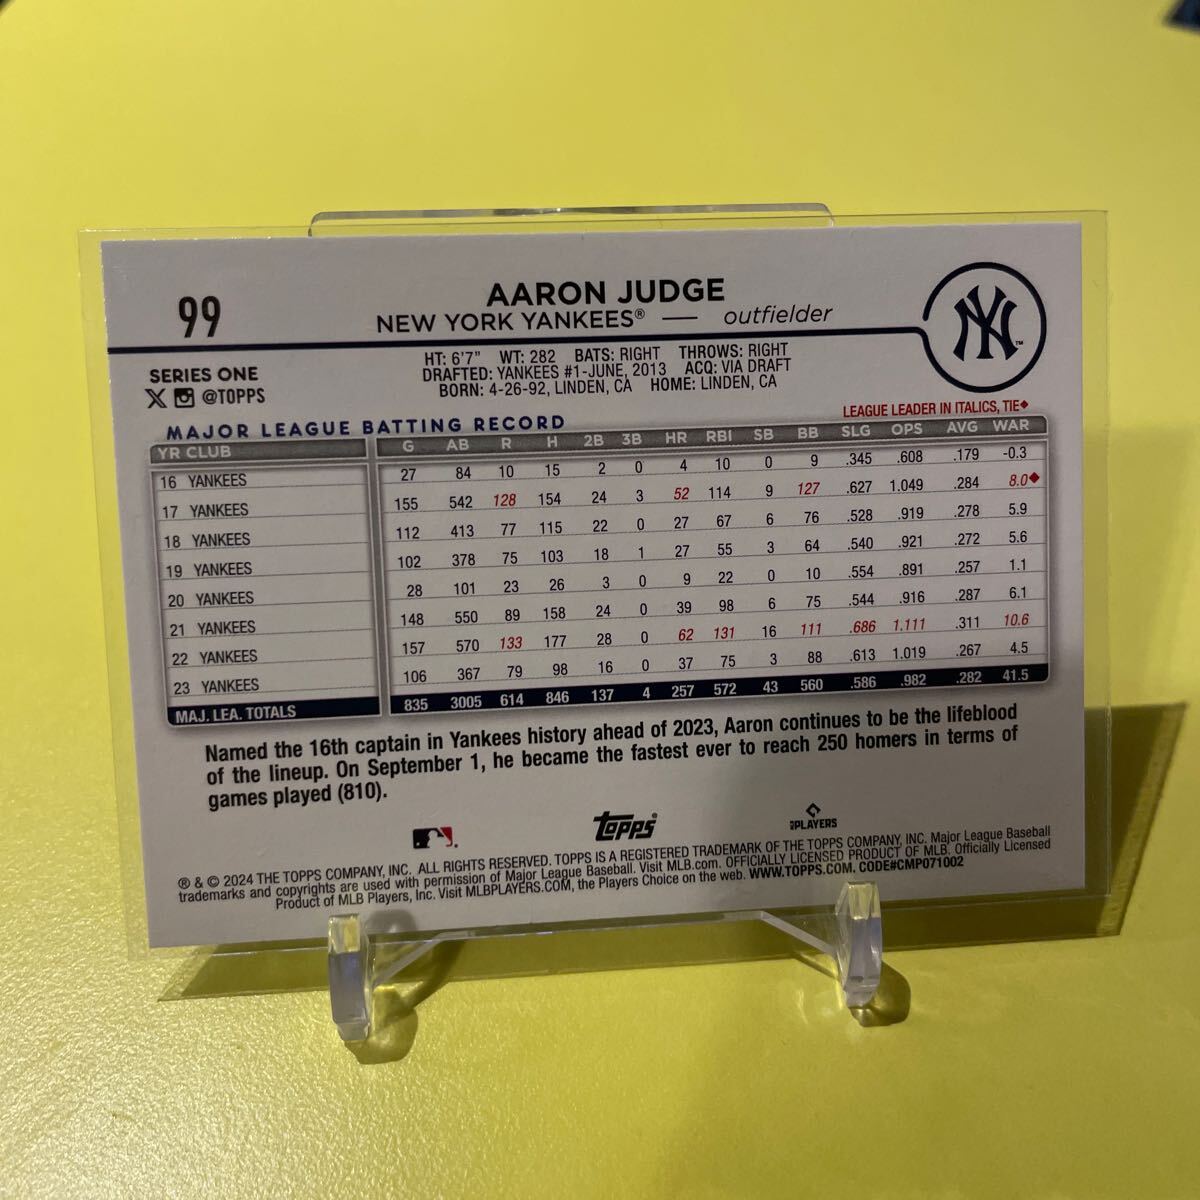 99
AARON JUDGE
NEW YORK YANKEES® — outfielder
NY™
SERIES ONE
X @TOPPS
HT: 6'7" WT: 282 BATS: RIGHT THROWS: RIGHT
DRAFTED: YANKEES #1-JUNE, 2013 ACQ: VIA DRAFT
BORN: 4-26-92, LINDEN, CA HOME: LINDEN, CA
MAJOR LEAGUE BATTING RECORD
LEAGUE LEADER IN ITALICS, TIE◆
YR CLUB G AB R H 2B 3B HR RBI SB BB SLG OPS AVG WAR
16 YANKEES 27 84 10 15 2 0 4 10 0 9 .345 .608 .179 -0.3
17 YANKEES 155 542 128 154 24 3 52 114 9 127 .627 1.049 .284 8.0◆
18 YANKEES 112 413 77 115 22 0 27 67 6 76 .528 .919 .278 5.9
19 YANKEES 102 378 75 103 18 1 27 55 3 64 .540 .921 .272 5.6
20 YANKEES 28 101 23 26 3 0 9 22 0 10 .554 .891 .257 1.1
21 YANKEES 148 550 89 158 24 0 39 98 6 75 .544 .916 .287 6.1
22 YANKEES 157 570 133 177 28 0 62 131 16 111 .686 1.111 .311 10.6
23 YANKEES 106 367 79 98 16 0 37 75 3 88 .613 1.019 .267 4.5
MAJ. LEA. TOTALS 835 3005 614 846 137 4 257 572 43 560 .586 .982 .282 41.5
Named the 16th captain in Yankees history ahead of 2023, Aaron continues to be the lifeblood
of the lineup. On September 1, he became the fastest ever to reach 250 homers in terms of
games played (810).
Topps
MLBPLAYERS
® & © 2024 THE TOPPS COMPANY, INC. ALL RIGHTS RESERVED. TOPPS IS A REGISTERED TRADEMARK OF THE TOPPS COMPANY, INC. Major League Baseball
trademarks and copyrights are used with permission of Major League Baseball. Visit MLB.com. OFFICIALLY LICENSED PRODUCT OF MLB. Officially Licensed
Product of MLB Players, Inc. Visit MLBPLAYERS.COM, the Players Choice on the web. WWW.TOPPS.COM. CODE#CMP071002